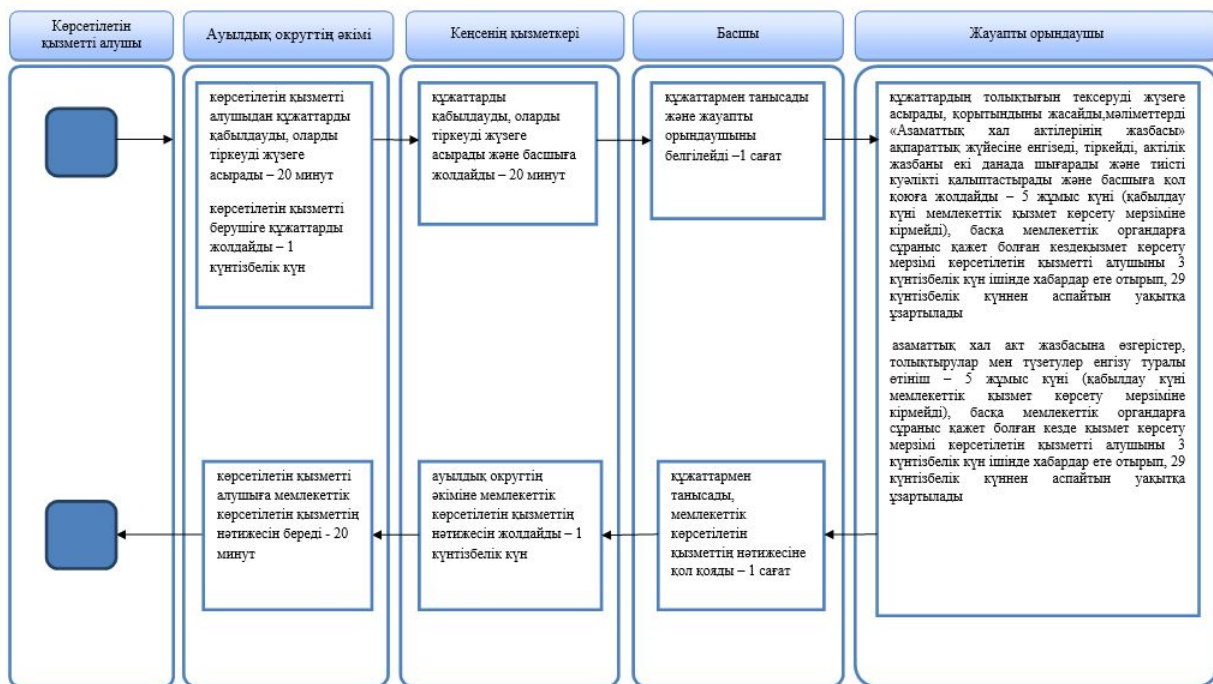 Көрсетілетін
қызметті алушы
Ауылдық округтің әкімі
Кеңсенің қызметкері
Басшы
Жауапты орындаушы
көрсетілетін қызметті
алушыдан құжаттарды
қабылдауды, оларды
тіркеуді жүзеге
асырады – 20 минут
көрсетілетін қызметті
берушіге құжаттарды
жолдайды – 1
күнтізбелік күн
құжаттарды
қабылдауды, оларды
тіркеуді жүзеге
асырады және басшыға
жолдайды – 20 минут
құжаттармен танысады
және жауапты
орындаушыны
белгілейді –1 сағат
құжаттардың толықтығын тексеруді жүзеге
асырады, қорытындыны жасайды,мәліметтерді
«Азаматтық хал актілерінің жазбасы»
ақпараттық жүйесіне енгізеді, тіркейді, актілік
жазбаны екі данада шығарады және тиісті
куәлікті қалыптастырады және басшыға қол
қоюға жолдайды – 5 жұмыс күні (қабылдау
күні мемлекеттік қызмет көрсету мерзіміне
кірмейді), басқа мемлекеттік органдарға
сұраныс қажет болған кездеқызмет көрсету
мерзімі көрсетілетін қызметті алушыны 3
күнтізбелік күн ішінде хабардар ете отырып, 29
күнтізбелік күннен аспайтын уақытқа
ұзартылады
азаматтық хал акт жазбасына өзгерістер,
толықтырулар мен түзетулер енгізу туралы
өтініш – 5 жұмыс күні (қабылдау күні
мемлекеттік қызмет көрсету мерзіміне
кірмейді), басқа мемлекеттік органдарға
сұраныс қажет болған кезде қызмет көрсету
мерзімі көрсетілетін қызметті алушыны 3
күнтізбелік күн ішінде хабардар ете отырып, 29
күнтізбелік күннен аспайтын уақытқа
ұзартылады
көрсетілетін қызметті
алушыға мемлекеттік
көрсетілетін қызметтің
нәтижесін береді - 20
минут
ауылдық округтің
әкіміне мемлекеттік
көрсетілетін қызметтің
нәтижесін жолдайды – 1
күнтізбелік күн
құжаттармен
танысады,
мемлекеттік
көрсетілетін
қызметтің нәтижесіне
қол қояды – 1 сағат